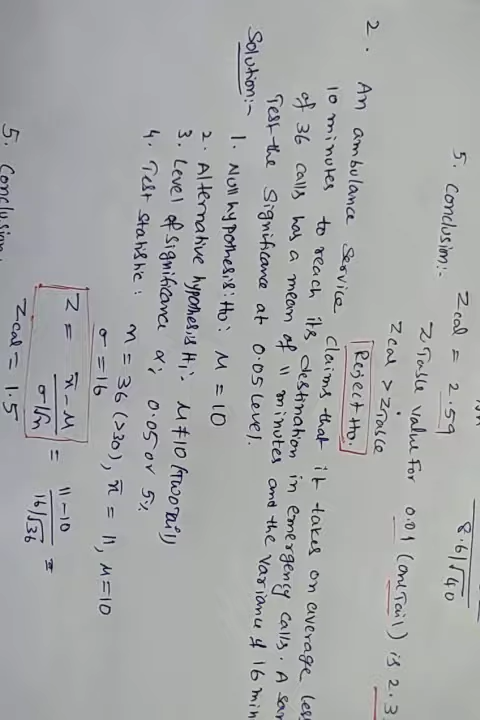 8.6/√40
Zcal = 2.59
Z Table value for 0.01 (one Tail) is 2.3
5. Conclusion:- Zcal > Ztable
Reject H0.
2. An ambulance service claims that it takes on average les
10 minutes to reach its destination in emergency calls. A sam
of 36 calls has a mean of 11 minutes and the variance of 16 min
Test the significance at 0.05 level.
Solution:-
1. Null hypothesis: H0: μ = 10
2. Alternative hypothesis H1: μ ≠ 10 (Two Tail)
3. Level of significance α: 0.05 or 5%
4. Test statistic: n = 36 (>30), x̄ = 11, μ = 10
σ = 16
Z = x̄ - μ / σ/√n = 11 - 10 / 16/√36 =
Zcal = 1.5
5. Conclusion: